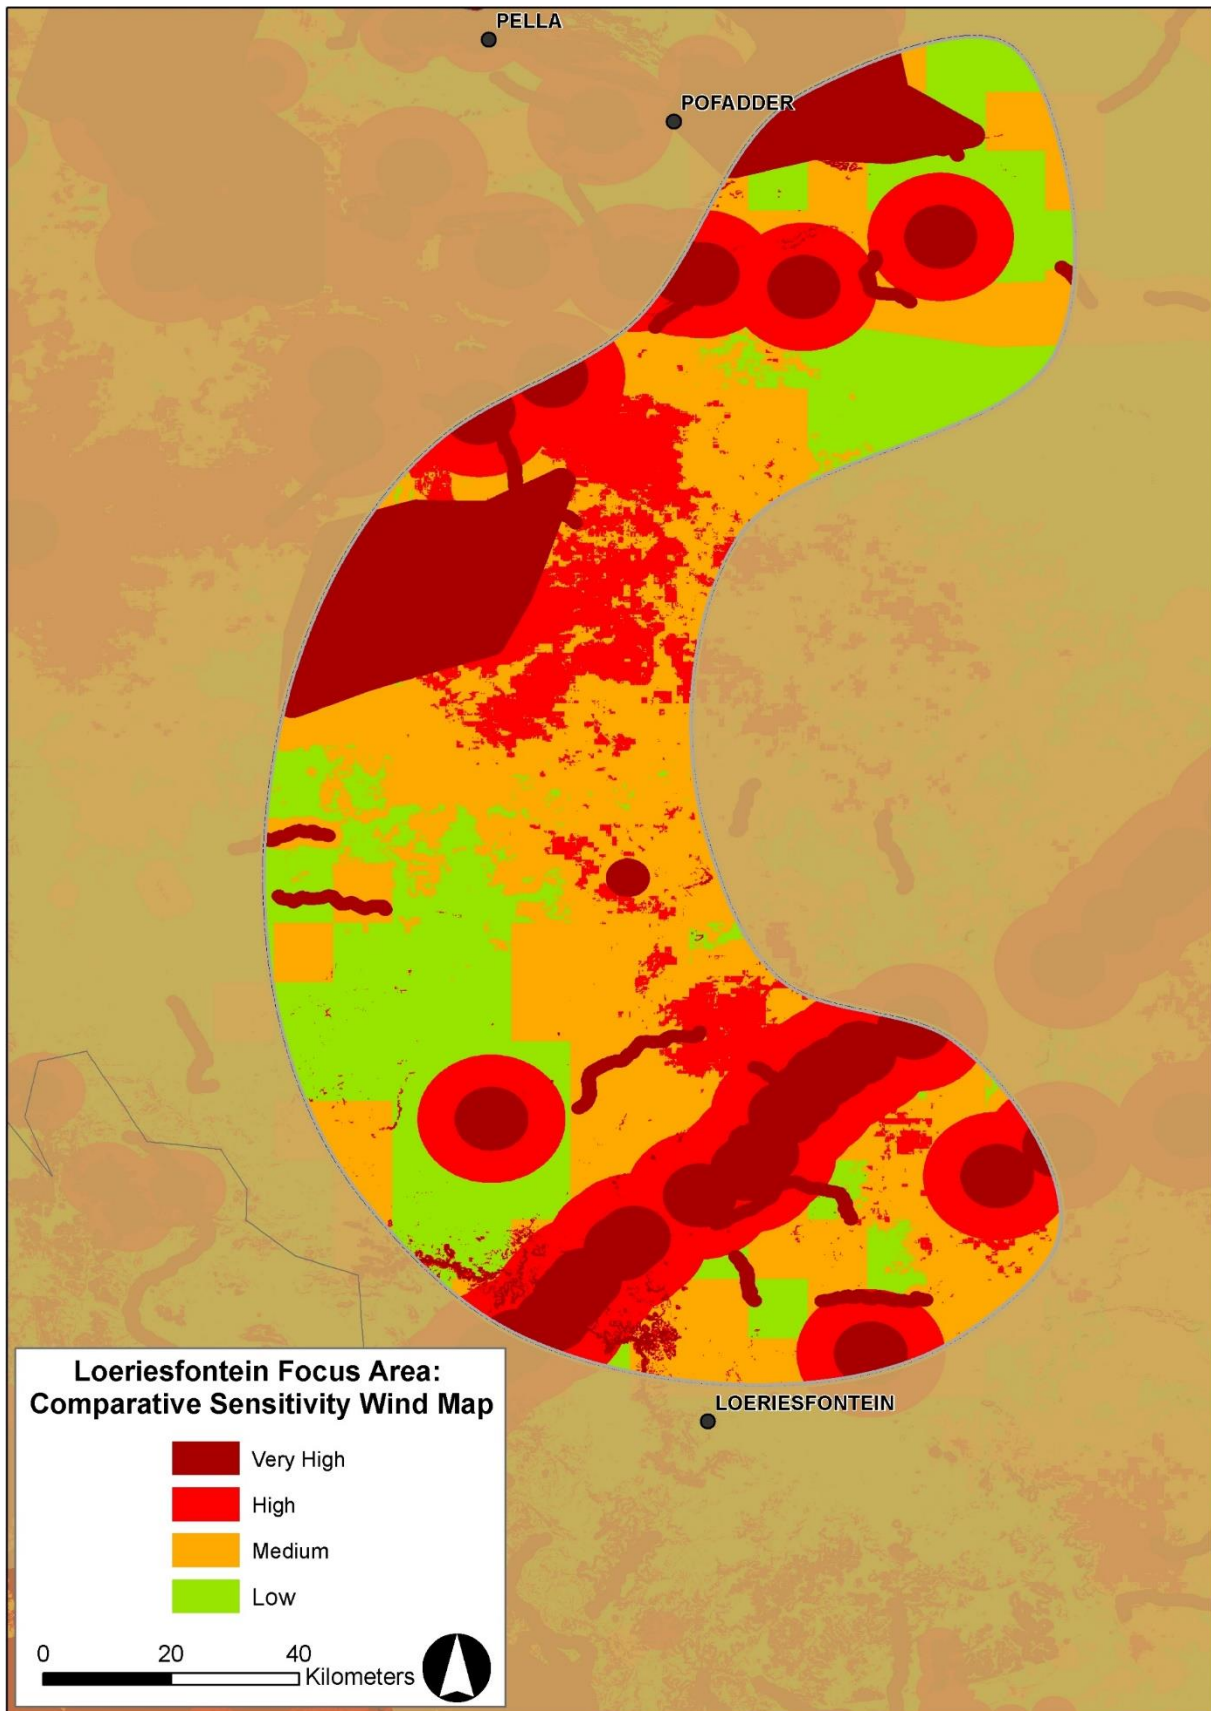 PELLA
POFADDER
LOERIESFONTEIN
Loeriesfontein Focus Area:
Comparative Sensitivity Wind Map
Very High
High
Medium
Low
0 20 40
Kilometers